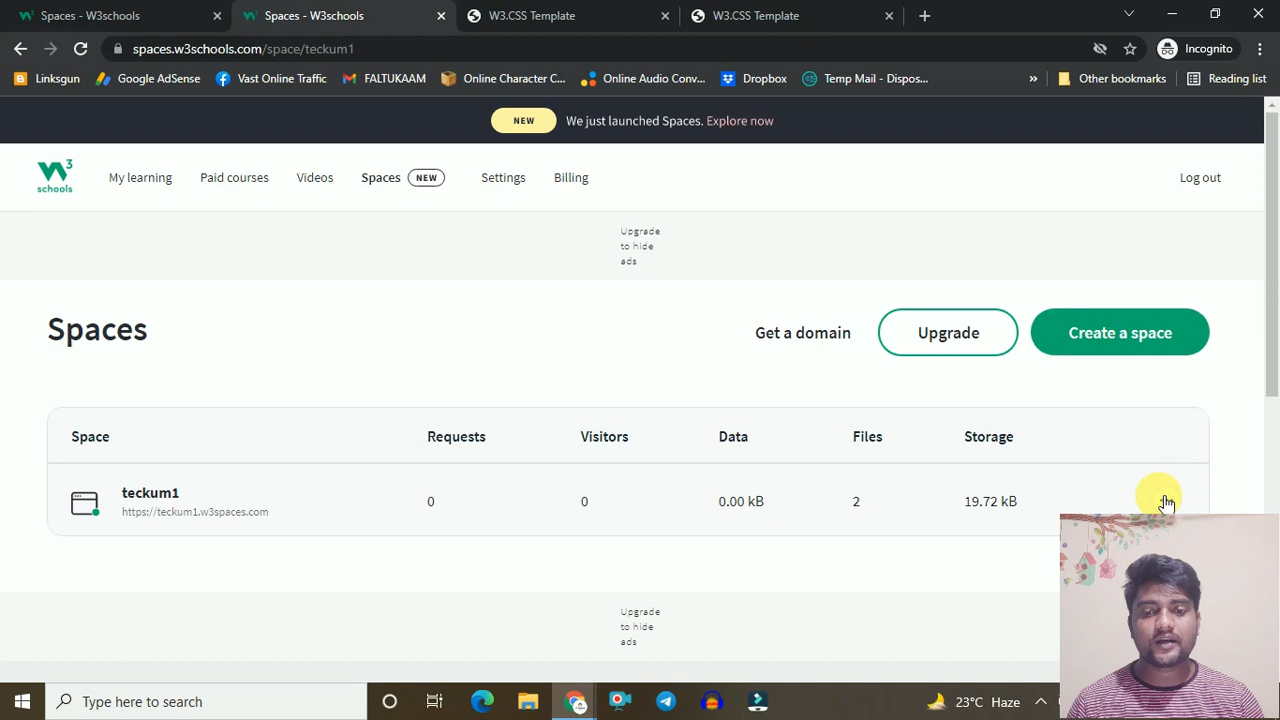 Spaces - W3schools
Spaces - W3schools
W3.CSS Template
W3.CSS Template
spaces.w3schools.com/space/teckum1
Incognito
Linksgun
Google AdSense
Vast Online Traffic
FALTUKAAM
Online Character C...
Online Audio Conv...
Dropbox
Temp Mail - Dispos...
»
Other bookmarks
Reading list
NEW
We just launched Spaces. Explore now
W3
schools
My learning
Paid courses
Videos
Spaces NEW
Settings
Billing
Log out
Upgrade
to hide
ads
Spaces
Get a domain
Upgrade
Create a space
Space
Requests
Visitors
Data
Files
Storage
teckum1
https://teckum1.w3spaces.com
0
0
0.00 kB
2
19.72 kB
Upgrade
to hide
ads
Type here to search
23°C Haze